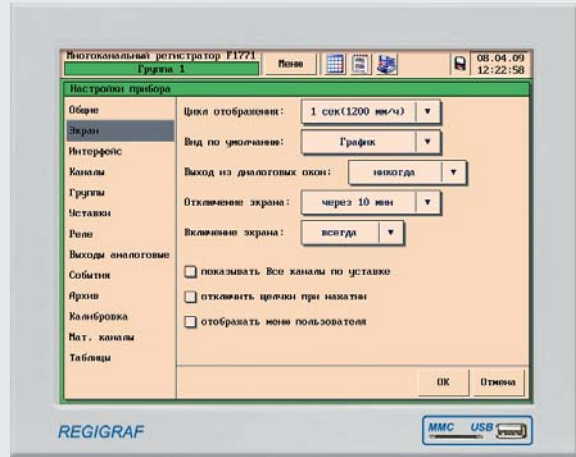 Многоканальный регистратор F1771
Группа 1
Меню
08.04.09
12:22:58
Настройки прибора
Общие
Экран
Интерфейс
Каналы
Группы
Уставки
Реле
Выходы аналоговые
События
Архив
Калибровка
Мат. каналы
Таблицы
Цикл отображения: 1 сек(1200 мм/ч)
Вид по умолчанию: График
Выход из диалоговых окон: никогда
Отключение экрана: через 10 мин
Включение экрана: всегда
показывать Все каналы по уставке
отключить щелчки при нажатии
отображать меню пользователя
ОК
Отмена
REGIGRAF
MMC USB